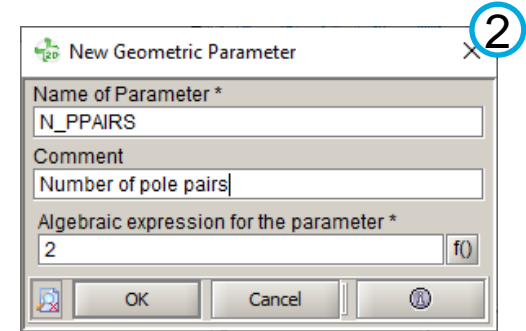 2
2D New Geometric Parameter
Name of Parameter *
N_PPAIRS
Comment
Number of pole pairs
Algebraic expression for the parameter *
2
f()
OK Cancel